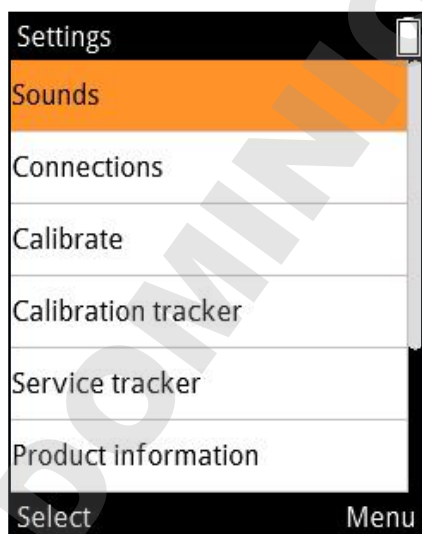 Settings
Sounds
Connections
Calibrate
Calibration tracker
Service tracker
Product information
Select Menu